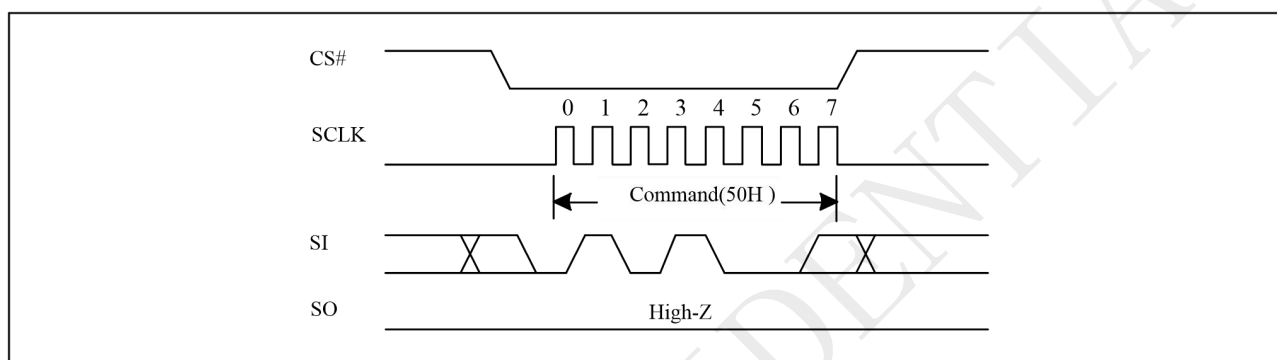 CS#
0 1 2 3 4 5 6 7
SCLK
Command(50H )
SI
SO High-Z